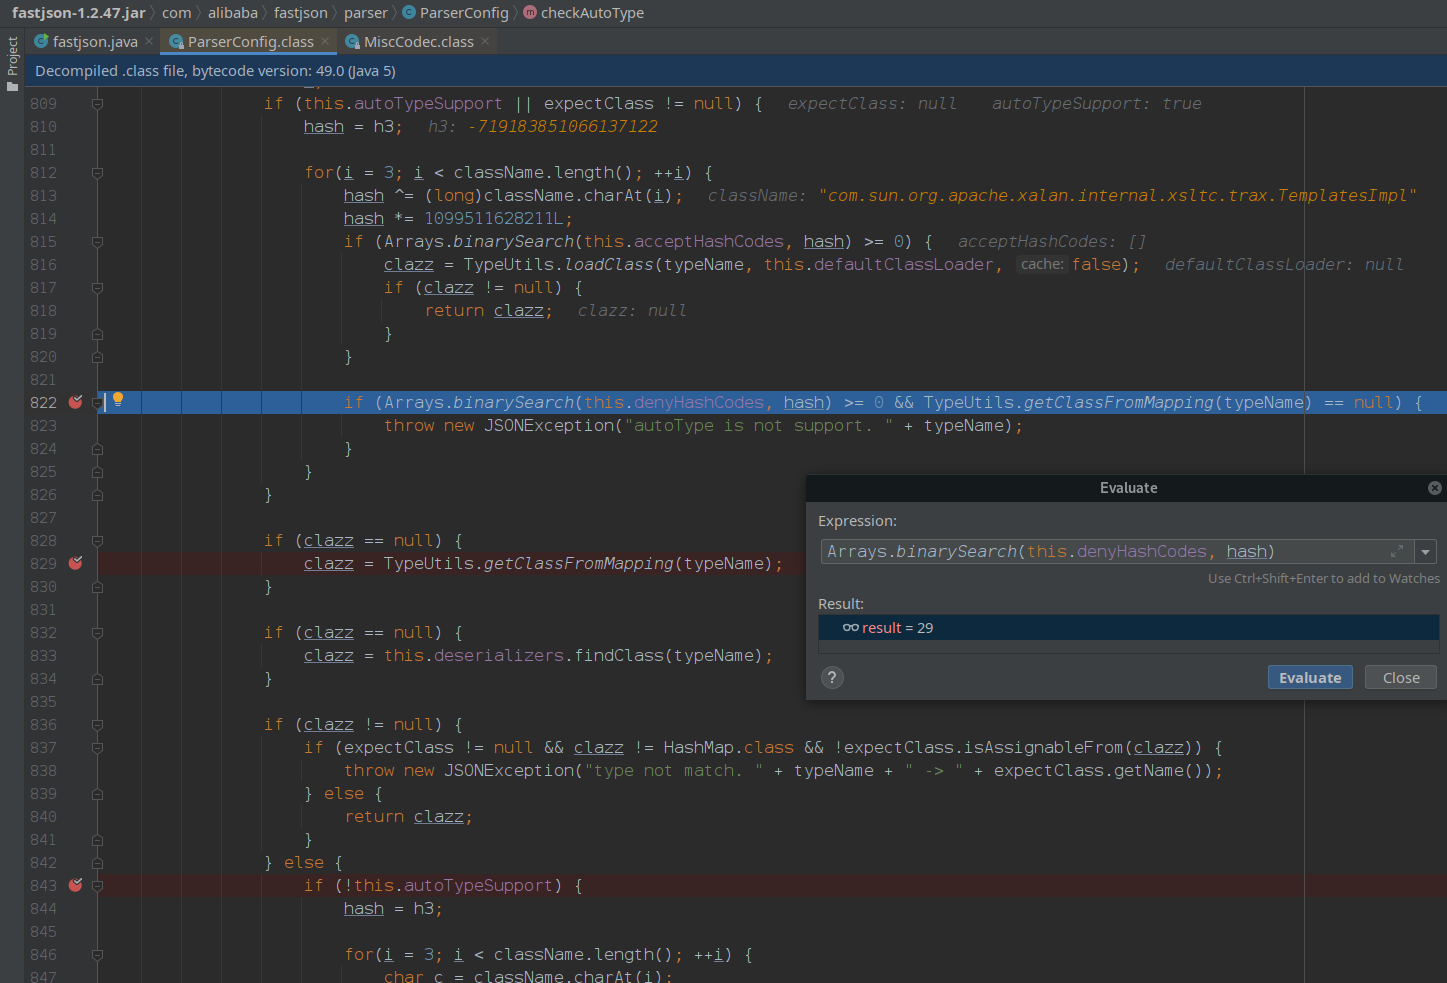 fastjson-1.2.47.jar 〉 com 〉 alibaba 〉 fastjson 〉 parser 〉 C ParserConfig 〉 m checkAutoType
Project
fastjson.java × ParserConfig.class × MiscCodec.class ×
Decompiled .class file, bytecode version: 49.0 (Java 5)
809 if (this.autoTypeSupport || expectClass != null) { expectClass: null autoTypeSupport: true
810 hash = h3; h3: -719183851066137122
811
812 for(i = 3; i < className.length(); ++i) {
813 hash ^= (long)className.charAt(i); className: "com.sun.org.apache.xalan.internal.xsltc.trax.TemplatesImpl"
814 hash *= 1099511628211L;
815 if (Arrays.binarySearch(this.acceptHashCodes, hash) >= 0) { acceptHashCodes: []
816 clazz = TypeUtils.loadClass(typeName, this.defaultClassLoader, cache: false); defaultClassLoader: null
817 if (clazz != null) {
818 return clazz; clazz: null
819 }
820 }
821
822 if (Arrays.binarySearch(this.denyHashCodes, hash) >= 0 && TypeUtils.getClassFromMapping(typeName) == null) {
823 throw new JSONException("autoType is not support. " + typeName);
824 }
825 }
826 }
827
828 if (clazz == null) {
829 clazz = TypeUtils.getClassFromMapping(typeName);
830 }
831
832 if (clazz == null) {
833 clazz = this.deserializers.findClass(typeName);
834 }
835
836 if (clazz != null) {
837 if (expectClass != null && clazz != HashMap.class && !expectClass.isAssignableFrom(clazz)) {
838 throw new JSONException("type not match. " + typeName + " -> " + expectClass.getName());
839 } else {
840 return clazz;
841 }
842 } else {
843 if (!this.autoTypeSupport) {
844 hash = h3;
845
846 for(i = 3; i < className.length(); ++i) {
847 char c = className.charAt(i);
Evaluate
Expression:
Arrays.binarySearch(this.denyHashCodes, hash)
Use Ctrl+Shift+Enter to add to Watches
Result:
result = 29
? Evaluate Close